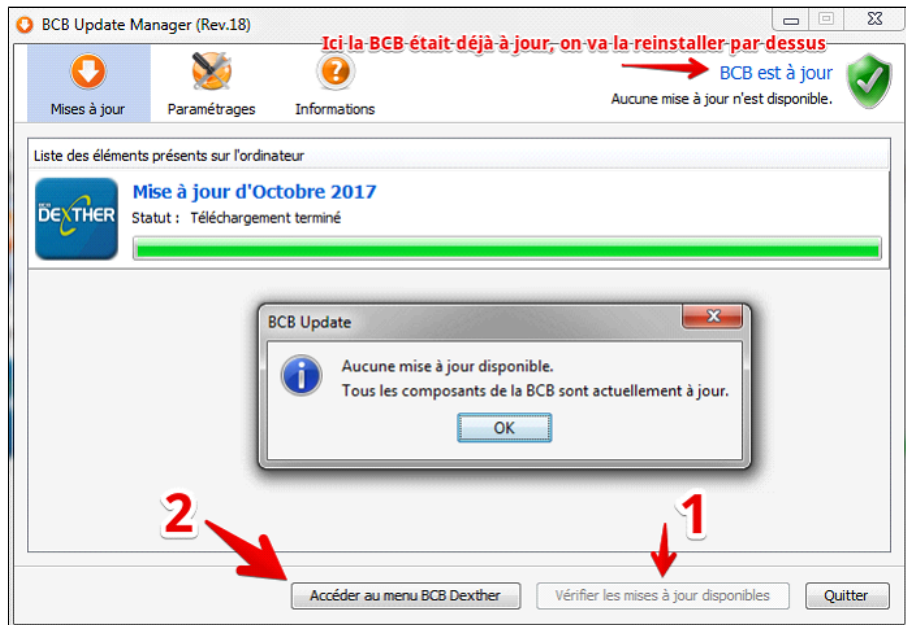 BCB Update Manager (Rev.18)
Ici la BCB était déjà à jour, on va la reinstaller par dessus
Mises à jour
Paramétrages
Informations
BCB est à jour
Aucune mise à jour n'est disponible.
Liste des éléments présents sur l'ordinateur
BCB DEXTHER
Mise à jour d'Octobre 2017
Statut : Téléchargement terminé
BCB Update
Aucune mise à jour disponible.
Tous les composants de la BCB sont actuellement à jour.
OK
2
1
Accéder au menu BCB Dexther
Vérifier les mises à jour disponibles
Quitter